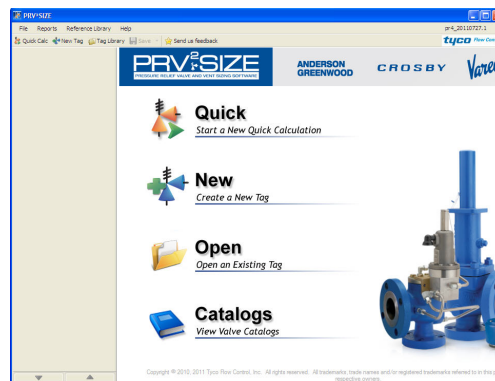 PRV²SIZE
File Reports Reference Library Help
pr4_20110727.1
Quick Calc New Tag Tag Library Save Send us feedback
tyco Flow Con
PRV²SIZE
PRESSURE RELIEF VALVE AND VENT SIZING SOFTWARE
ANDERSON
GREENWOOD
CROSBY
Varec
Quick
Start a New Quick Calculation
New
Create a New Tag
Open
Open an Existing Tag
Catalogs
View Valve Catalogs
Copyright © 2010, 2011 Tyco Flow Control, Inc. All rights reserved. All trademarks, trade names and/or registered trademarks referred to in this p
respective owners.